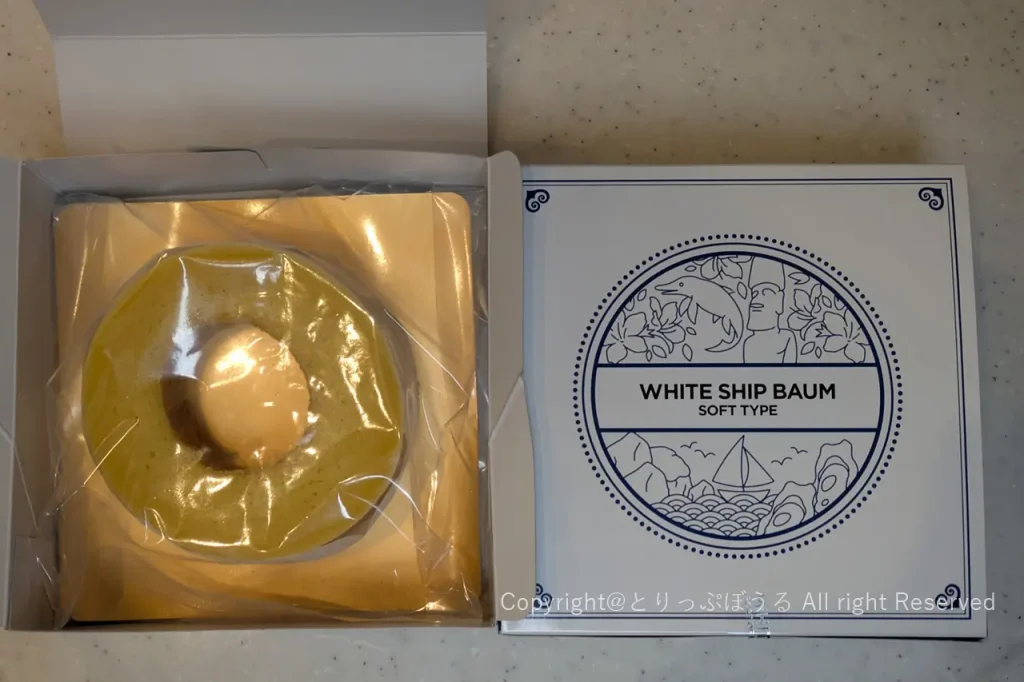 WHITE SHIP BAUM
SOFT TYPE
Copyright@とりっぷぼうる All right Reserved